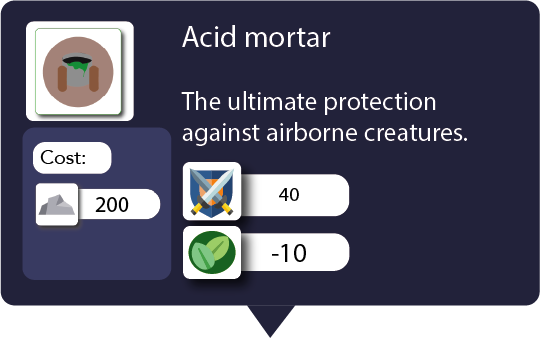 Acid mortar
The ultimate protection
against airborne creatures.
Cost:
200
40
-10